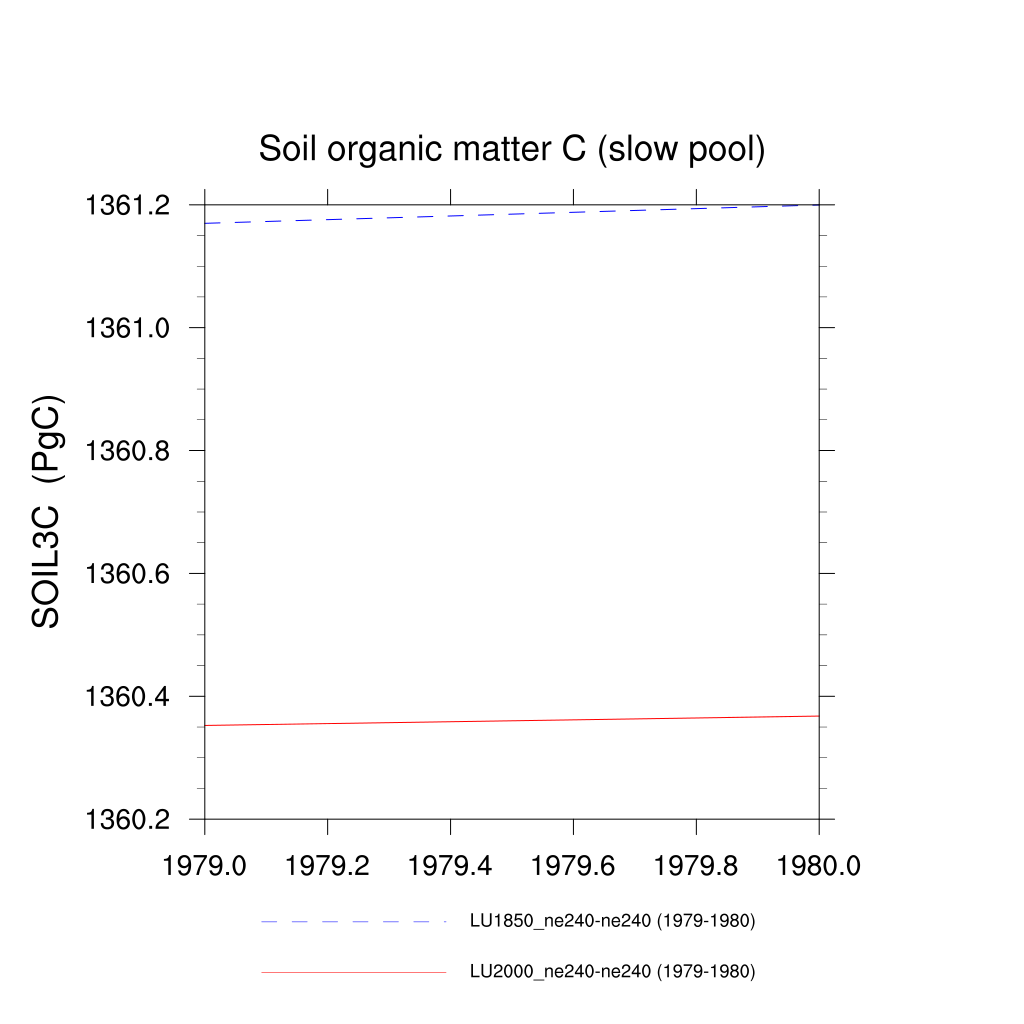 Soil organic matter C (slow pool)
1361.2
1361.0
1360.8
1360.6
1360.4
1360.2
SOIL3C (PgC)
1979.0 1979.2 1979.4 1979.6 1979.8 1980.0
LU1850_ne240-ne240 (1979-1980)
LU2000_ne240-ne240 (1979-1980)